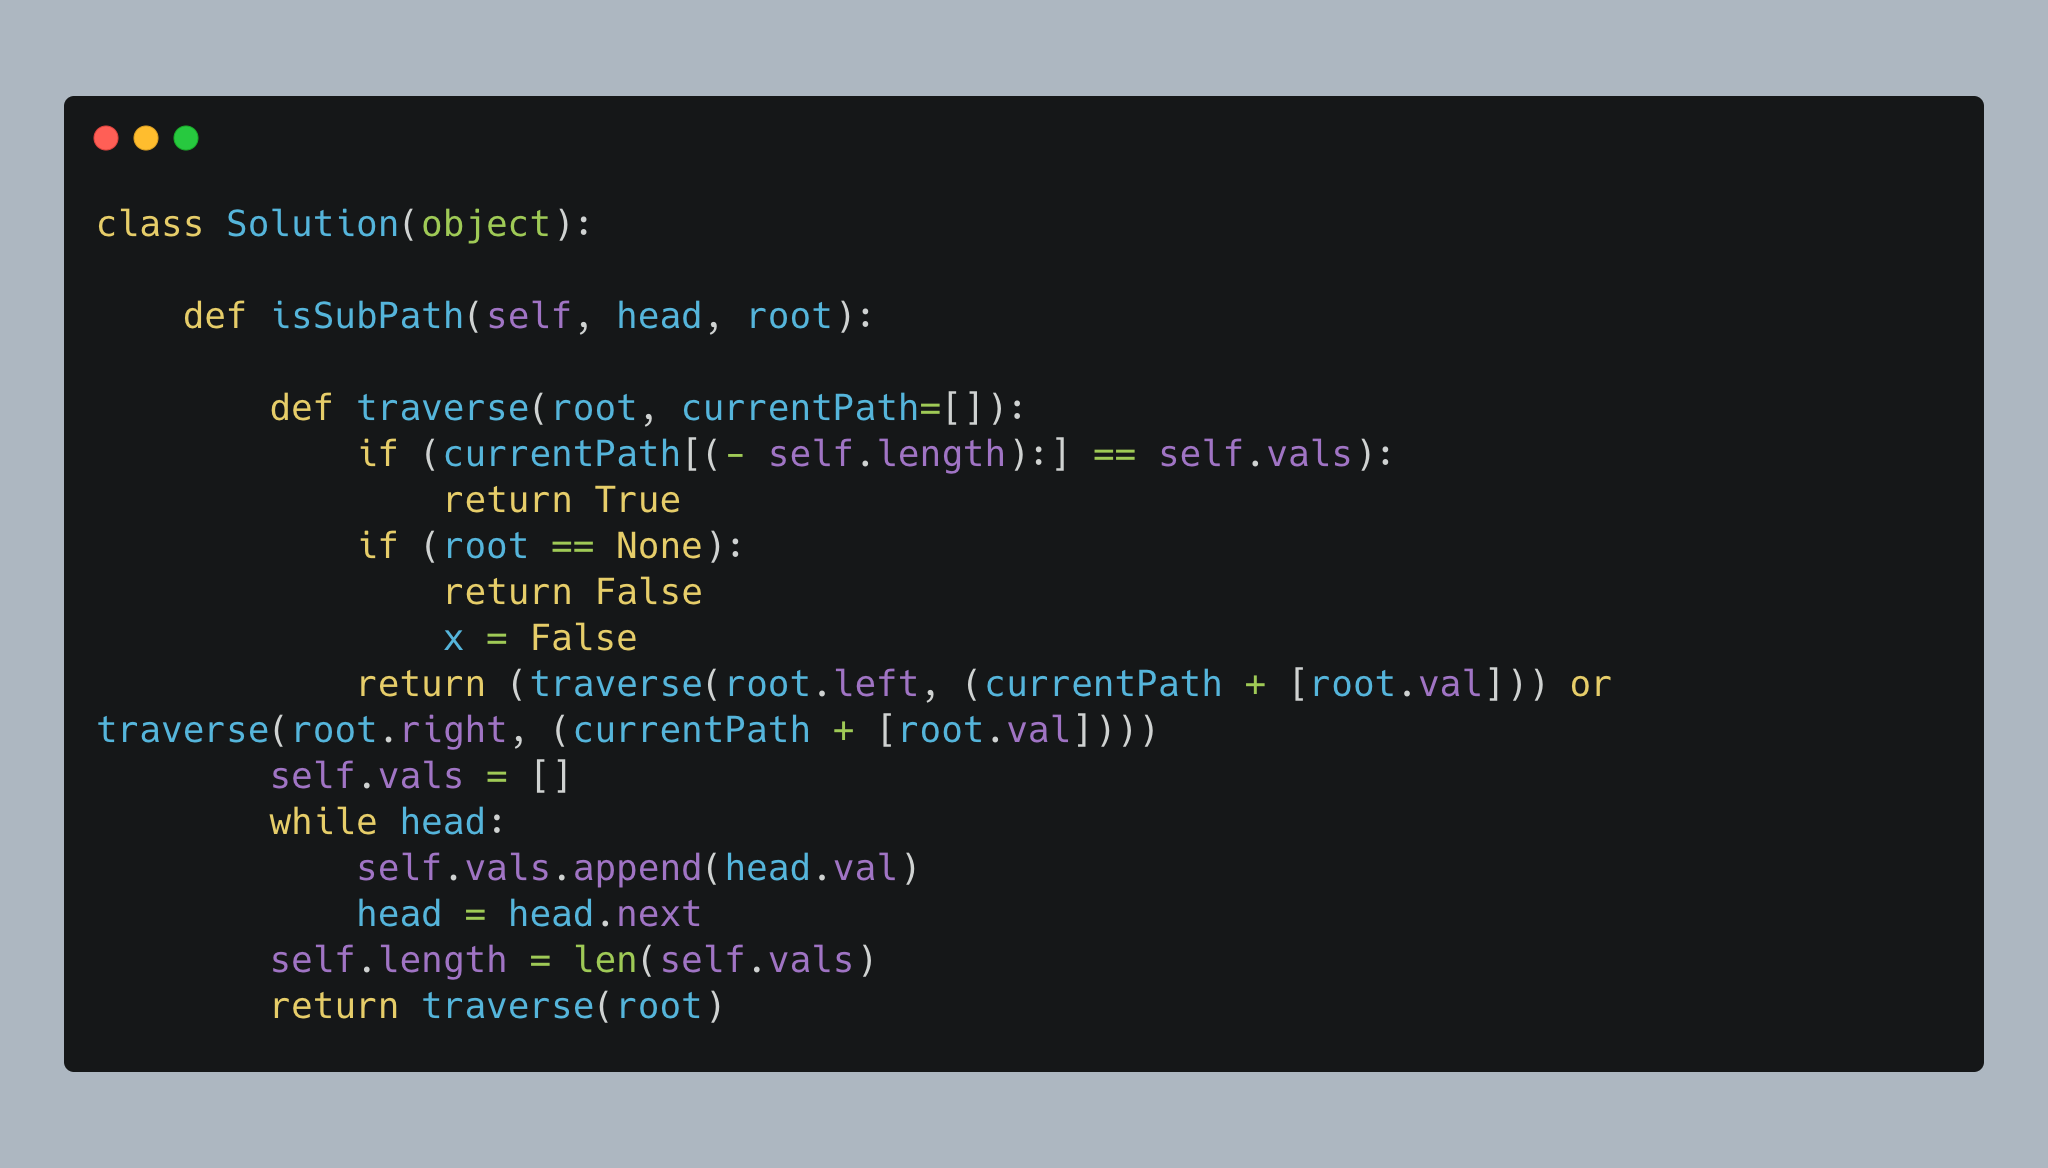 class Solution(object):
    def isSubPath(self, head, root):
        def traverse(root, currentPath=[]):
            if (currentPath[(- self.length):] == self.vals):
                return True
            if (root == None):
                return False
                x = False
            return (traverse(root.left, (currentPath + [root.val])) or
traverse(root.right, (currentPath + [root.val])))
        self.vals = []
        while head:
            self.vals.append(head.val)
            head = head.next
        self.length = len(self.vals)
        return traverse(root)